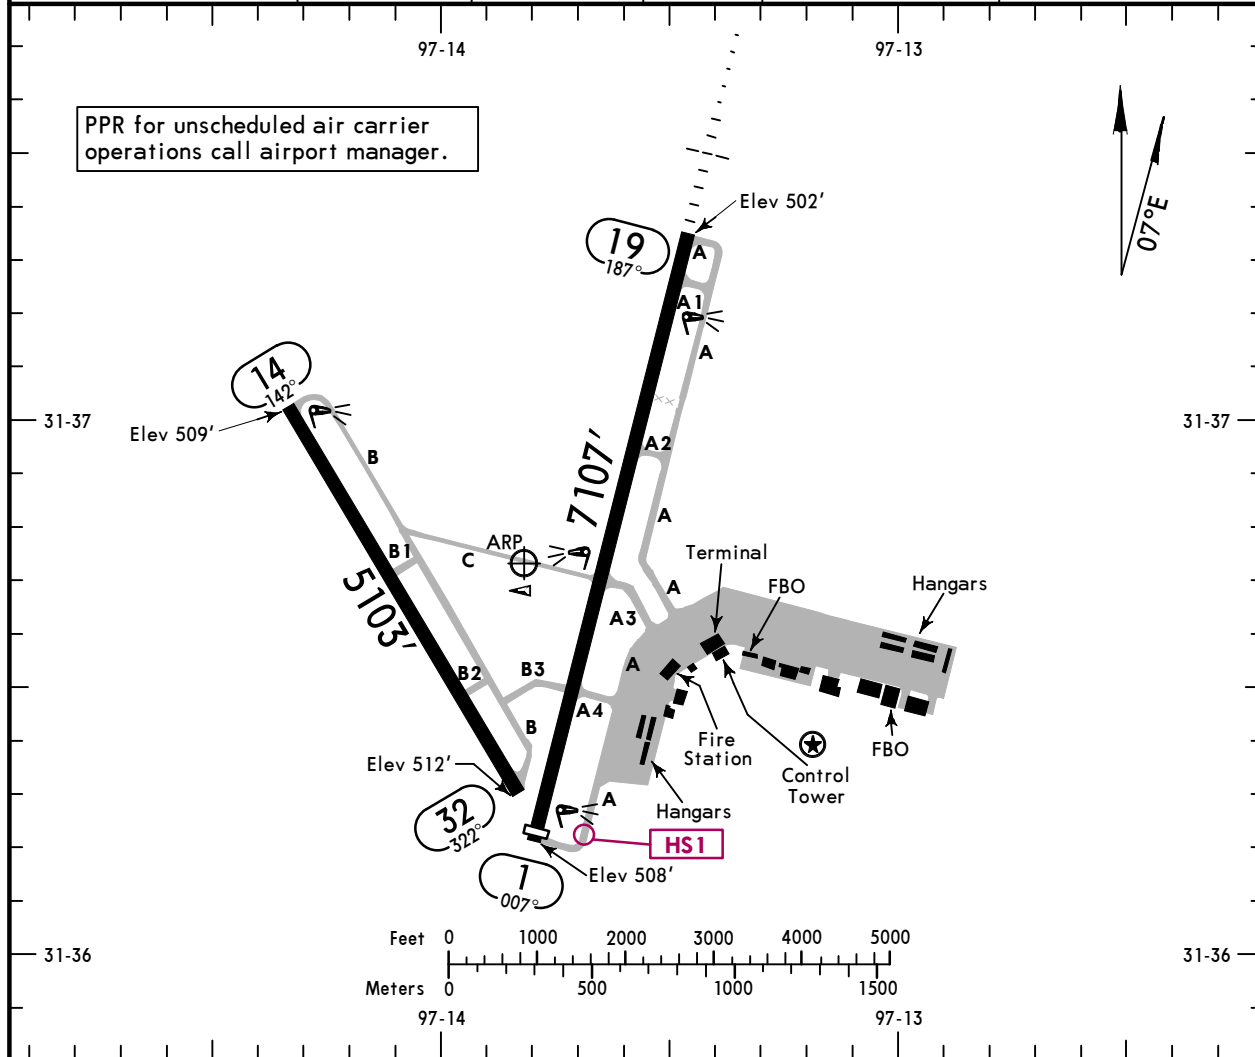 97-14
97-13
PPR for unscheduled air carrier
operations call airport manager.
07°E
Elev 502'
19
187°
A
A1
A
14
142°
Elev 509'
31-37
31-37
B
A2
7107'
A
ARP
B1
C
Terminal
FBO
Hangars
5103'
A
A3
A
B2
B3
A4
B
Fire
Station
FBO
Elev 512'
Control
Tower
A
Hangars
32
322°
HS1
1
007°
Elev 508'
Feet 0 1000 2000 3000 4000 5000
31-36
31-36
Meters 0 500 1000 1500
97-14
97-13